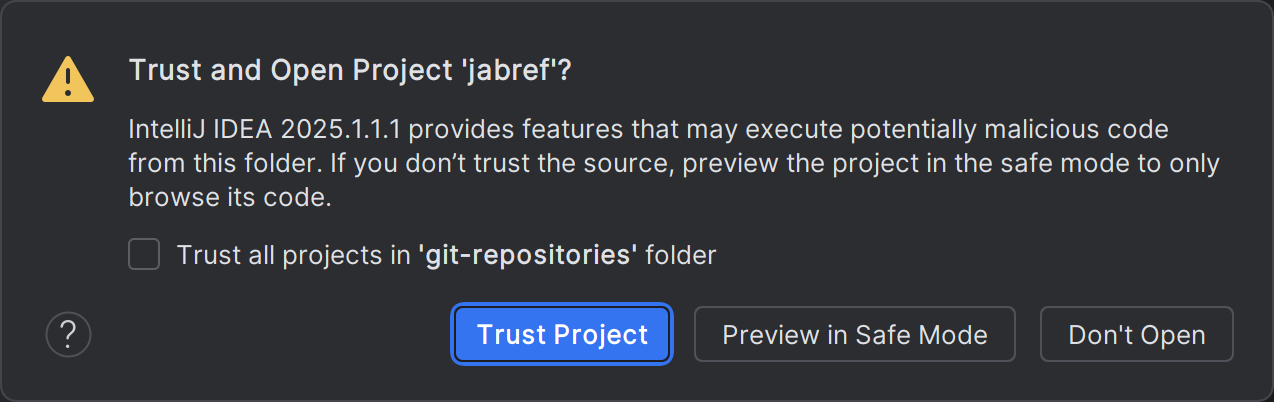 Trust and Open Project 'jabref'?
IntelliJ IDEA 2025.1.1.1 provides features that may execute potentially malicious code
from this folder. If you don’t trust the source, preview the project in the safe mode to only
browse its code.
Trust all projects in 'git-repositories' folder
?
Trust Project
Preview in Safe Mode
Don't Open